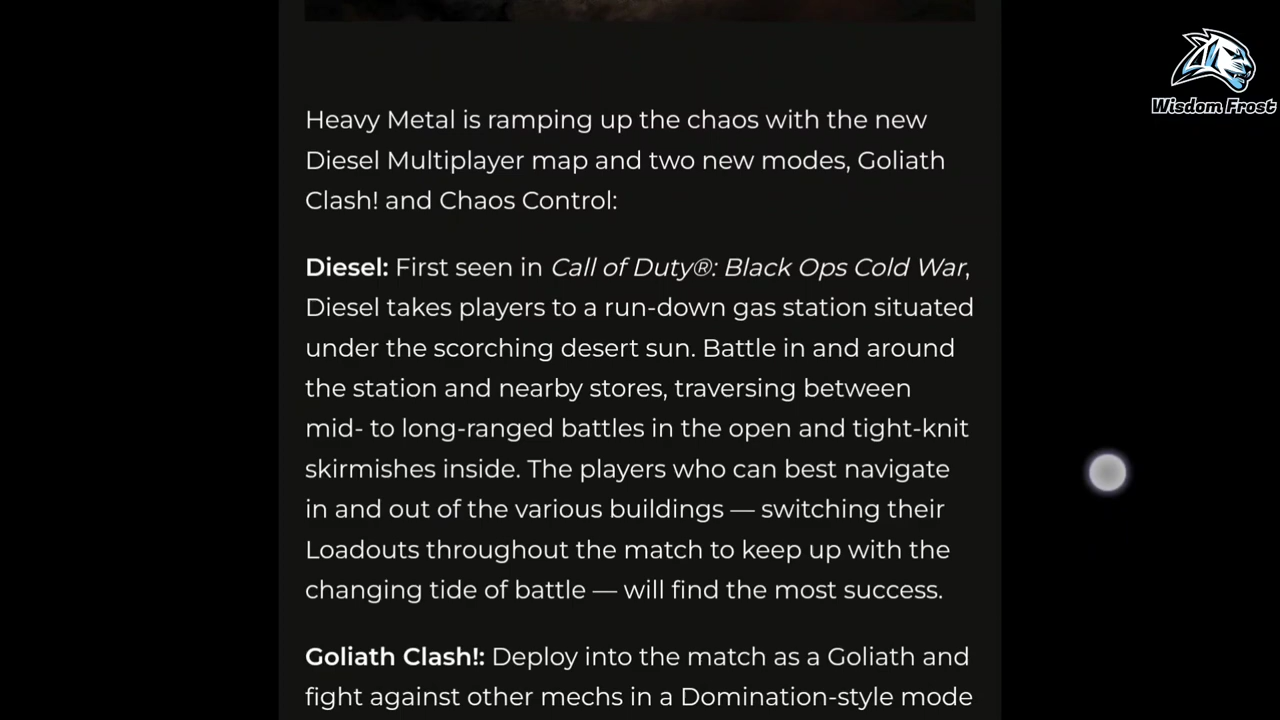 Wisdom Frost
Heavy Metal is ramping up the chaos with the new
Diesel Multiplayer map and two new modes, Goliath
Clash! and Chaos Control:
Diesel: First seen in Call of Duty®: Black Ops Cold War,
Diesel takes players to a run-down gas station situated
under the scorching desert sun. Battle in and around
the station and nearby stores, traversing between
mid- to long-ranged battles in the open and tight-knit
skirmishes inside. The players who can best navigate
in and out of the various buildings — switching their
Loadouts throughout the match to keep up with the
changing tide of battle — will find the most success.
Goliath Clash!: Deploy into the match as a Goliath and
fight against other mechs in a Domination-style mode